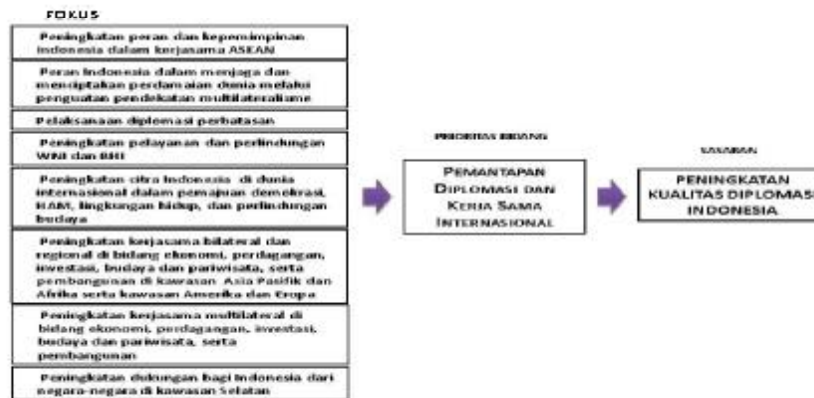 FOKUS
Peningkatan peran dan kepemimpinan
Indonesia dalam kerjasama ASEAN
Peran Indonesia dalam menjaga dan
menciptakan perdamaian dunia melalui
penguatan pendekatan multilateralisme
Pelaksanaan diplomasi perbatasan
Peningkatan pelayanan dan perlindungan
WNI dan BHI
Peningkatan citra Indonesia di dunia
internasional dalam pemajuan demokrasi,
HAM, lingkungan hidup, dan perlindungan
budaya
Peningkatan kerjasama bilateral dan
regional di bidang ekonomi, perdagangan,
investasi, budaya dan pariwisata, serta
pembangunan di kawasan Asia Pasifik dan
Afrika serta kawasan Amerika dan Eropa
Peningkatan kerjasama multilateral di
bidang ekonomi, perdagangan, investasi,
budaya dan pariwisata, serta
pembangunan
Peningkatan dukungan bagi Indonesia dari
negara-negara di kawasan Selatan
PRIORITAS BIDANG
PEMANTAPAN
DIPLOMASI DAN
KERJA SAMA
INTERNASIONAL
SASARAN
PENINGKATAN
KUALITAS DIPLOMASI
INDONESIA